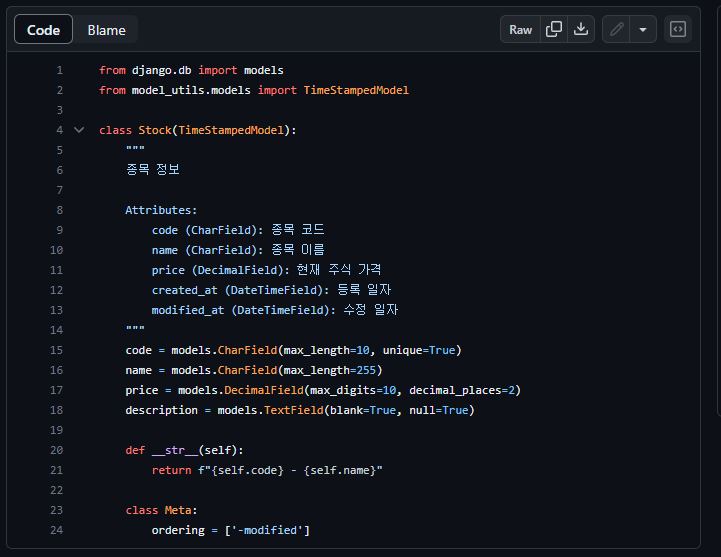 Code Blame Raw
1 from django.db import models
2 from model_utils.models import TimeStampedModel
3
4 class Stock(TimeStampedModel):
5 """
6 종목 정보
7
8 Attributes:
9 code (CharField): 종목 코드
10 name (CharField): 종목 이름
11 price (DecimalField): 현재 주식 가격
12 created_at (DateTimeField): 등록 일자
13 modified_at (DateTimeField): 수정 일자
14 """
15 code = models.CharField(max_length=10, unique=True)
16 name = models.CharField(max_length=255)
17 price = models.DecimalField(max_digits=10, decimal_places=2)
18 description = models.TextField(blank=True, null=True)
19
20 def __str__(self):
21 return f"{self.code} - {self.name}"
22
23 class Meta:
24 ordering = ['-modified']